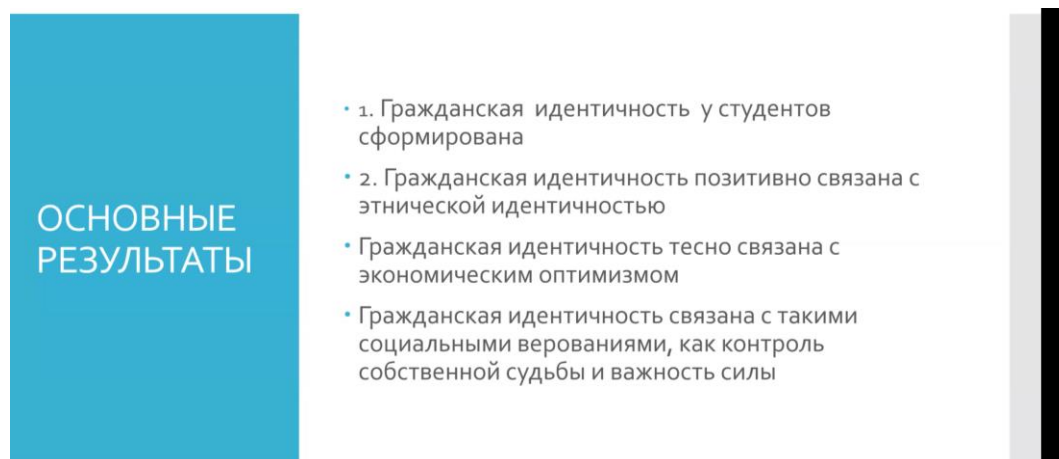 ОСНОВНЫЕ
РЕЗУЛЬТАТЫ
• 1. Гражданская идентичность у студентов
сформирована
• 2. Гражданская идентичность позитивно связана с
этнической идентичностью
• Гражданская идентичность тесно связана с
экономическим оптимизмом
• Гражданская идентичность связана с такими
социальными верованиями, как контроль
собственной судьбы и важность силы